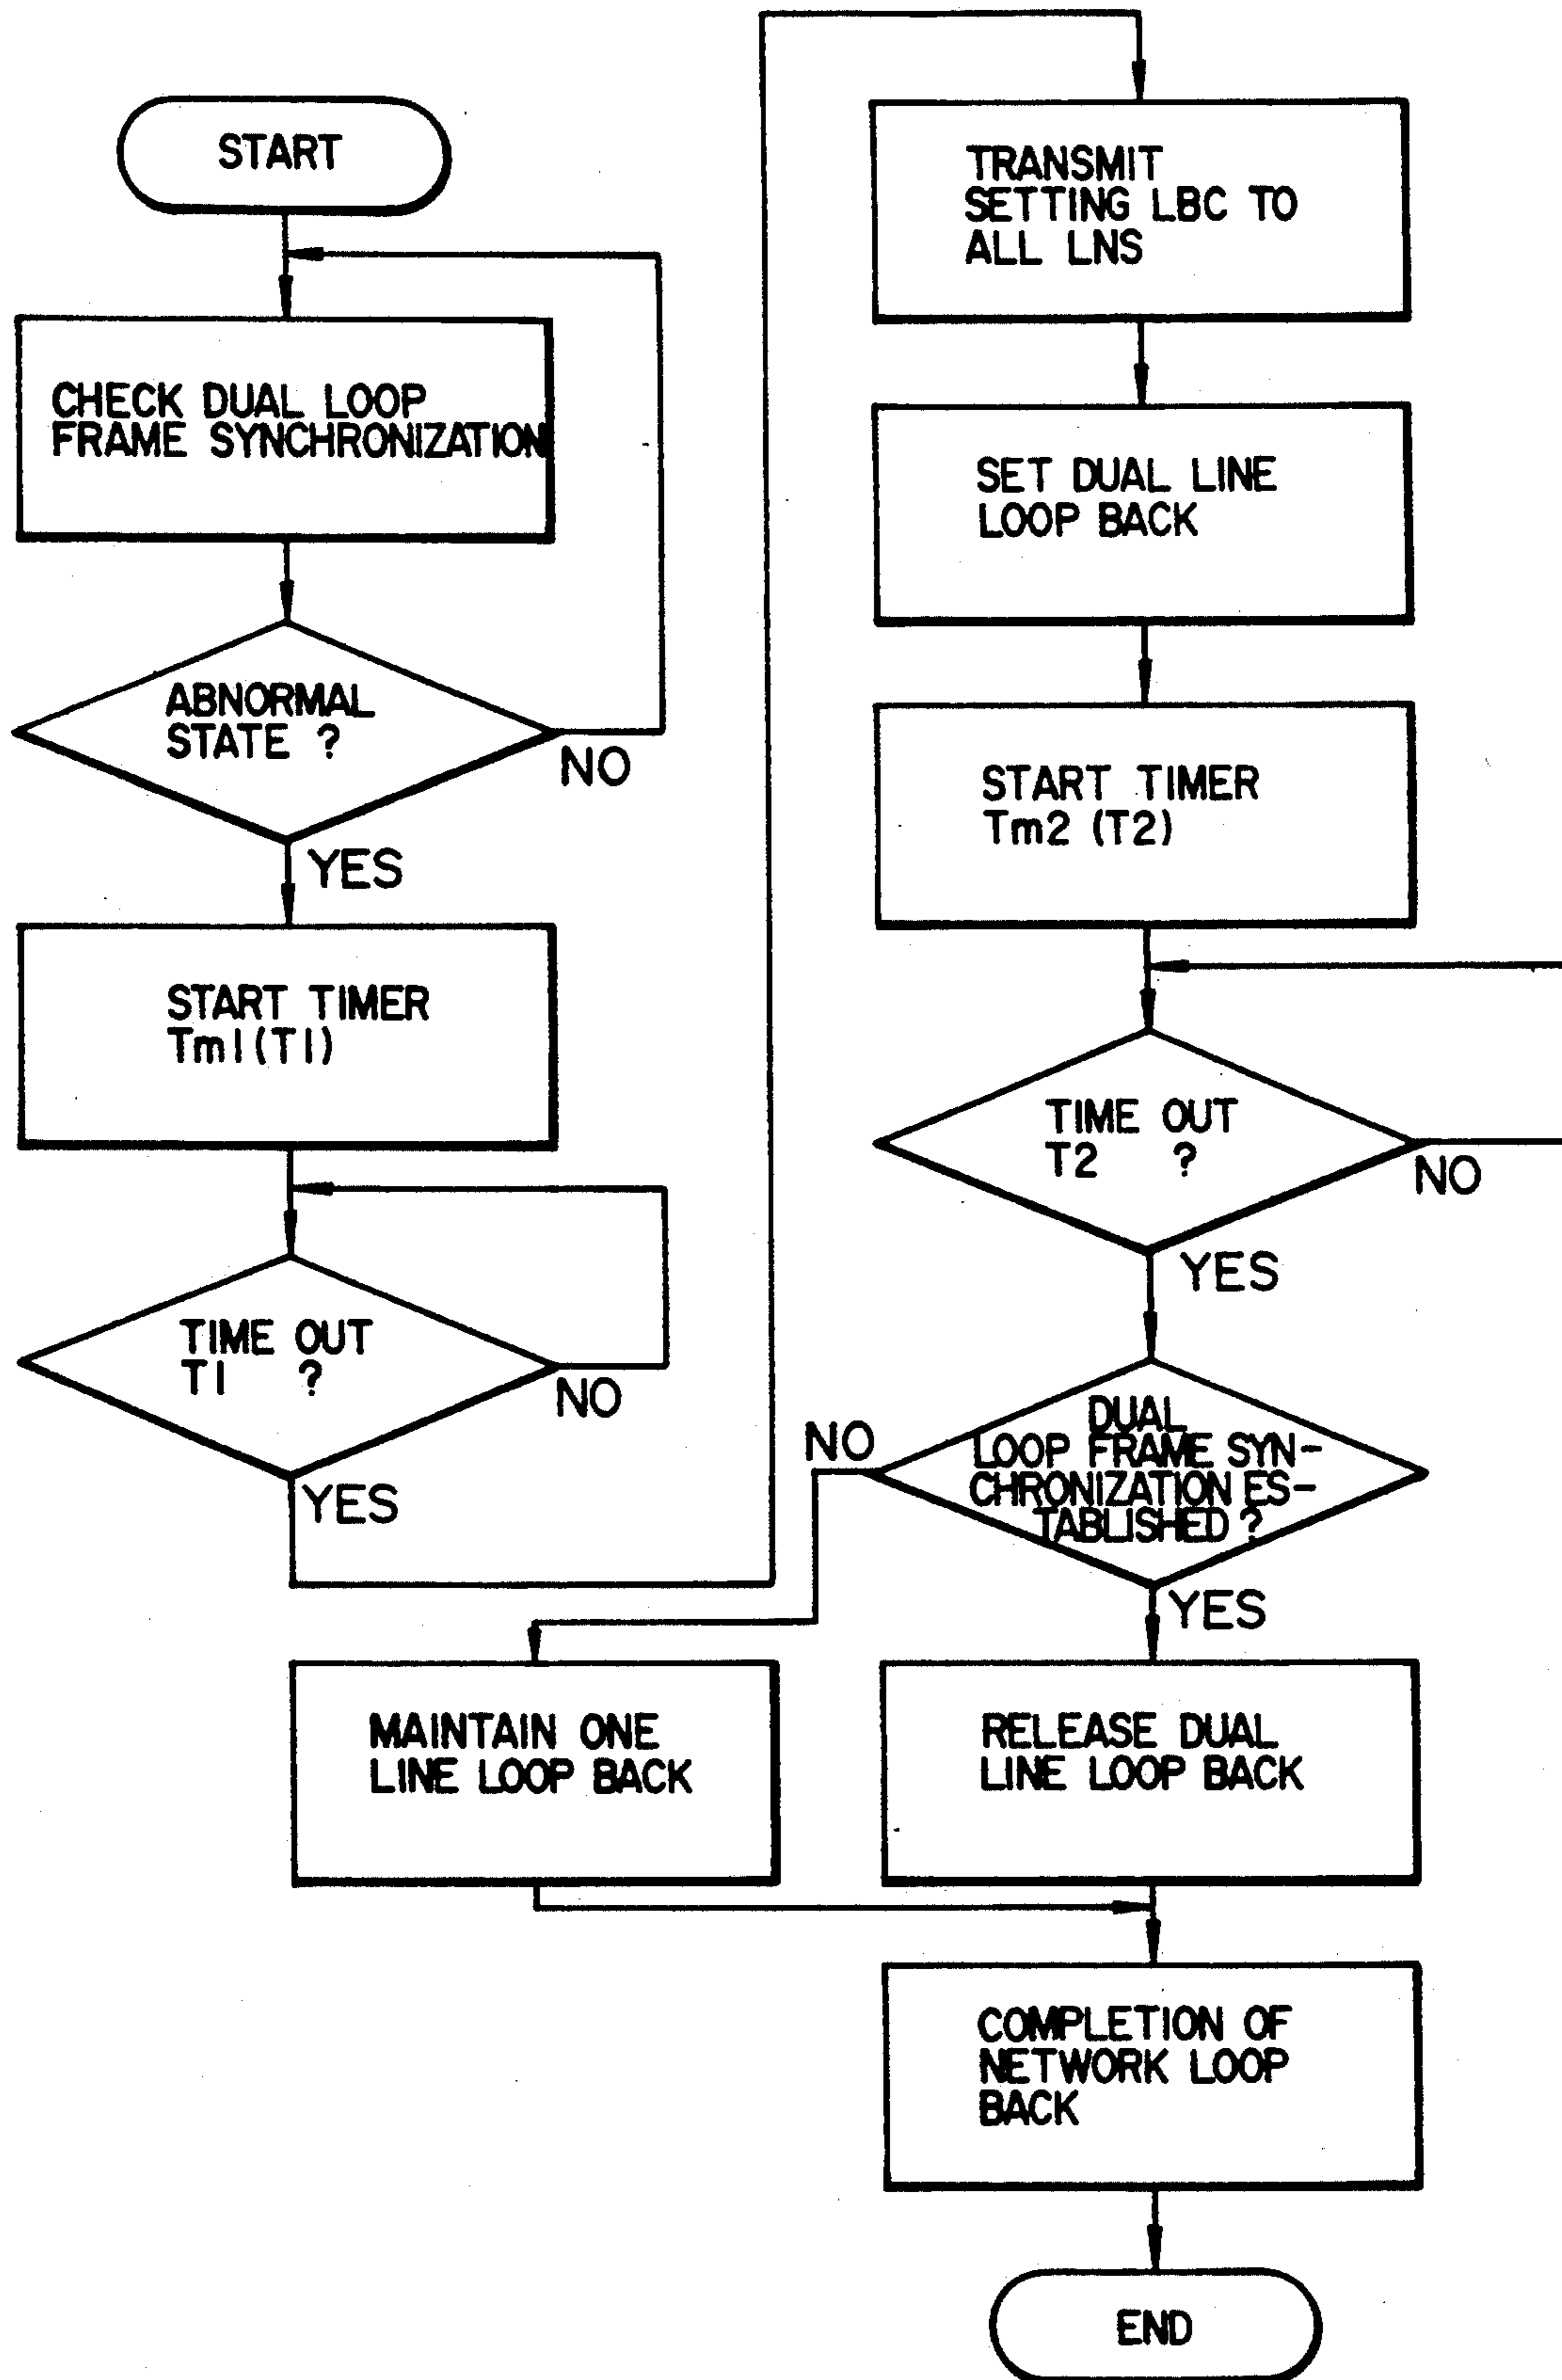 START
CHECK DUAL LOOP
FRAME SYNCHRONIZATION
ABNORMAL
STATE ?
NO
YES
START TIMER
Tm1(T1)
TIME OUT
T1 ?
NO
YES
TRANSMIT
SETTING LBC TO
ALL LNS
SET DUAL LINE
LOOP BACK
START TIMER
Tm2 (T2)
TIME OUT
T2 ?
NO
YES
DUAL
LOOP FRAME SYN-
CHRONIZATION ES-
TABLISHED ?
NO
YES
MAINTAIN ONE
LINE LOOP BACK
RELEASE DUAL
LINE LOOP BACK
COMPLETION OF
NETWORK LOOP
BACK
END